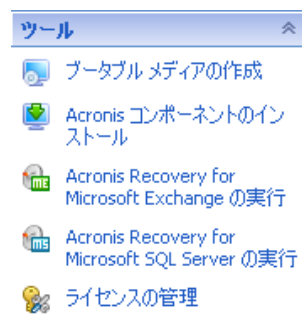 ツール
ブータブル メディアの作成
Acronis コンポーネントのイン
ストール
Acronis Recovery for
Microsoft Exchange の実行
Acronis Recovery for
Microsoft SQL Server の実行
ライセンスの管理